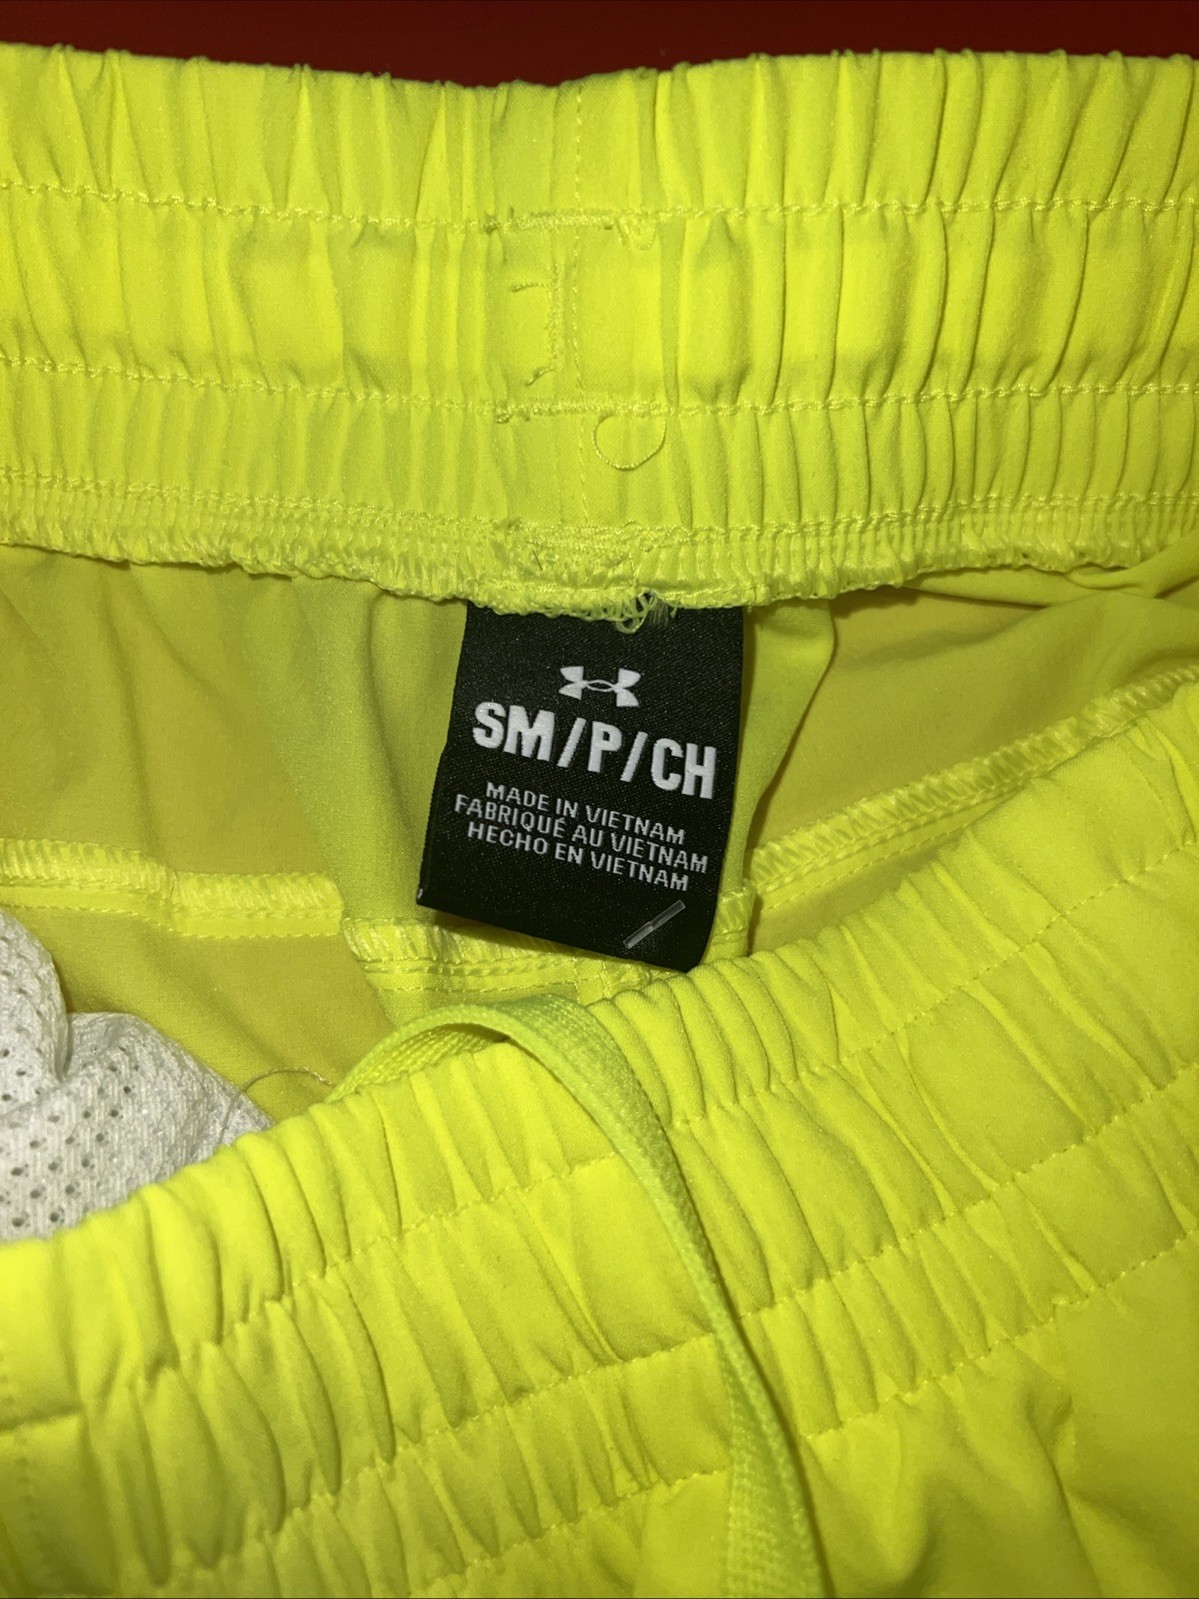 SM/P/CH
MADE IN VIETNAM
FABRIQUÉ AU VIETNAM
HECHO EN VIETNAM